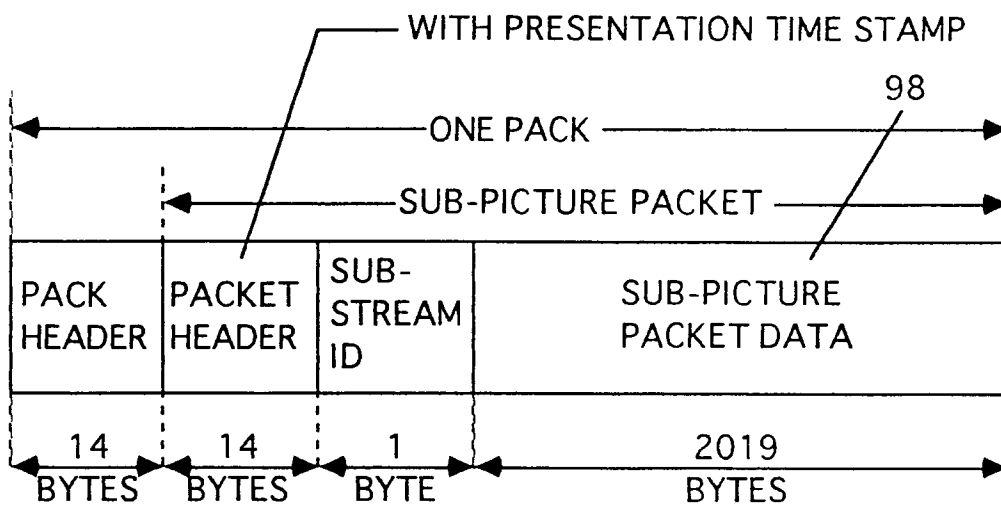 WITH PRESENTATION TIME STAMP
98
ONE PACK
SUB-PICTURE PACKET
PACK
HEADER
PACKET
HEADER
SUB-
STREAM
ID
SUB-PICTURE
PACKET DATA
14
BYTES
14
BYTES
1
BYTE
2019
BYTES